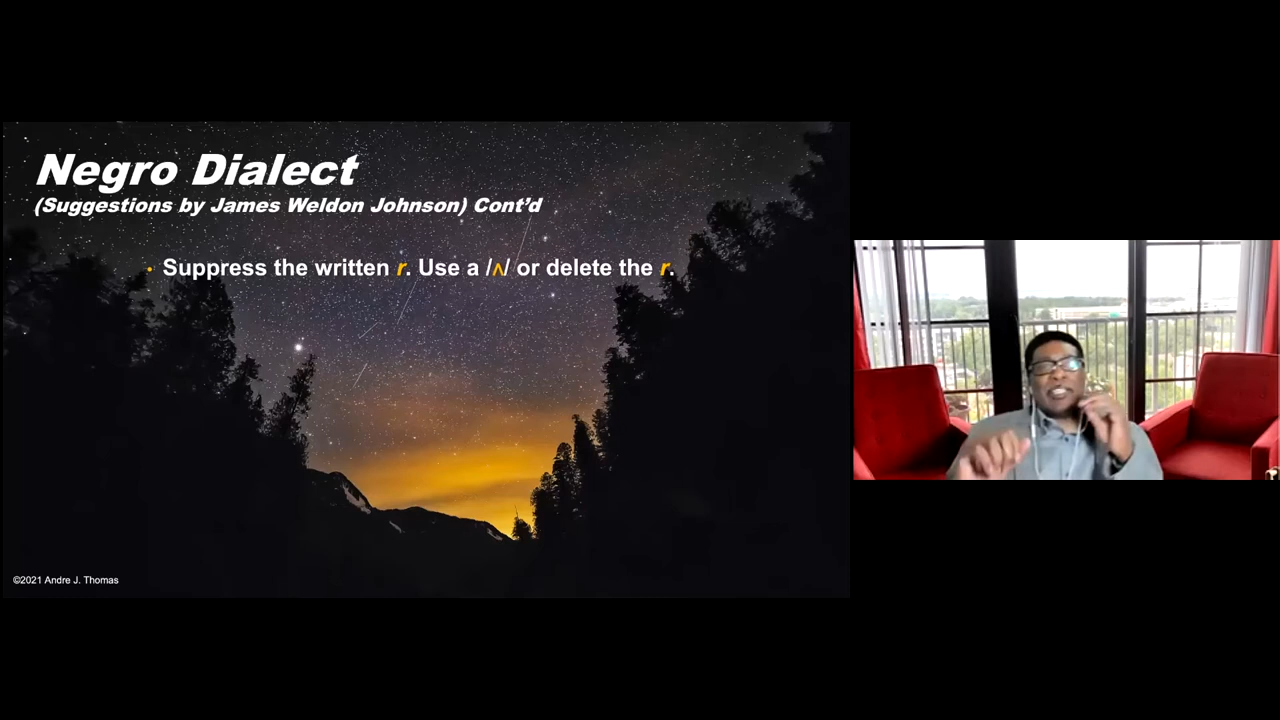 Negro Dialect
(Suggestions by James Weldon Johnson) Cont’d
• Suppress the written r. Use a /ʌ/ or delete the r.
©2021 Andre J. Thomas